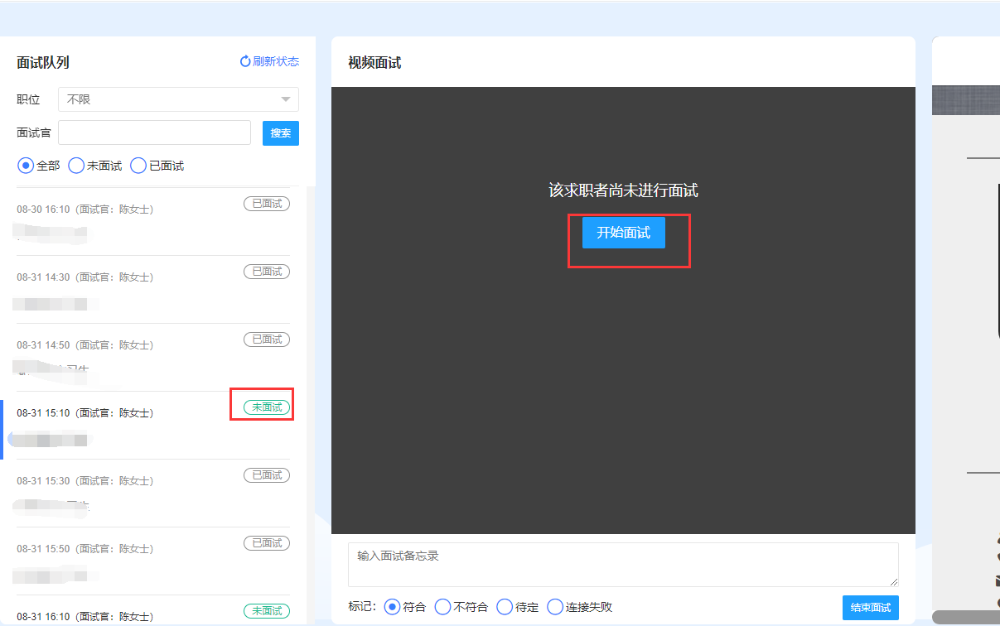 面试队列
刷新状态
职位
不限
面试官
搜索
全部 未面试 已面试
08-30 16:10（面试官：陈女士）
已面试
08-31 14:30（面试官：陈女士）
已面试
08-31 14:50（面试官：陈女士）
已面试
08-31 15:10（面试官：陈女士）
未面试
08-31 15:30（面试官：陈女士）
已面试
08-31 15:50（面试官：陈女士）
已面试
08-31 16:10（面试官：陈女士）
未面试
视频面试
该求职者尚未进行面试
开始面试
输入面试备忘录
标记： 符合 不符合 待定 连接失败
结束面试